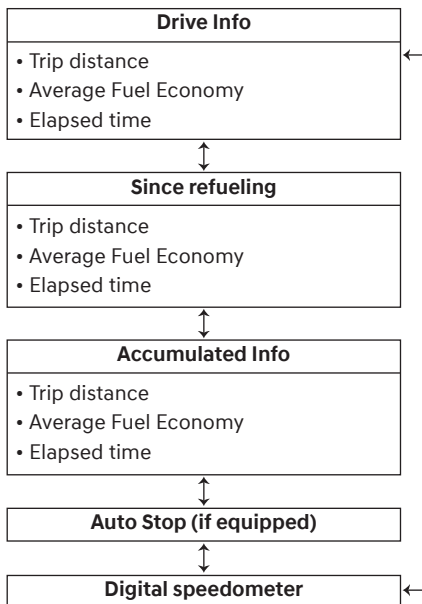 Drive Info
• Trip distance
• Average Fuel Economy
• Elapsed time
Since refueling
• Trip distance
• Average Fuel Economy
• Elapsed time
Accumulated Info
• Trip distance
• Average Fuel Economy
• Elapsed time
Auto Stop (if equipped)
Digital speedometer